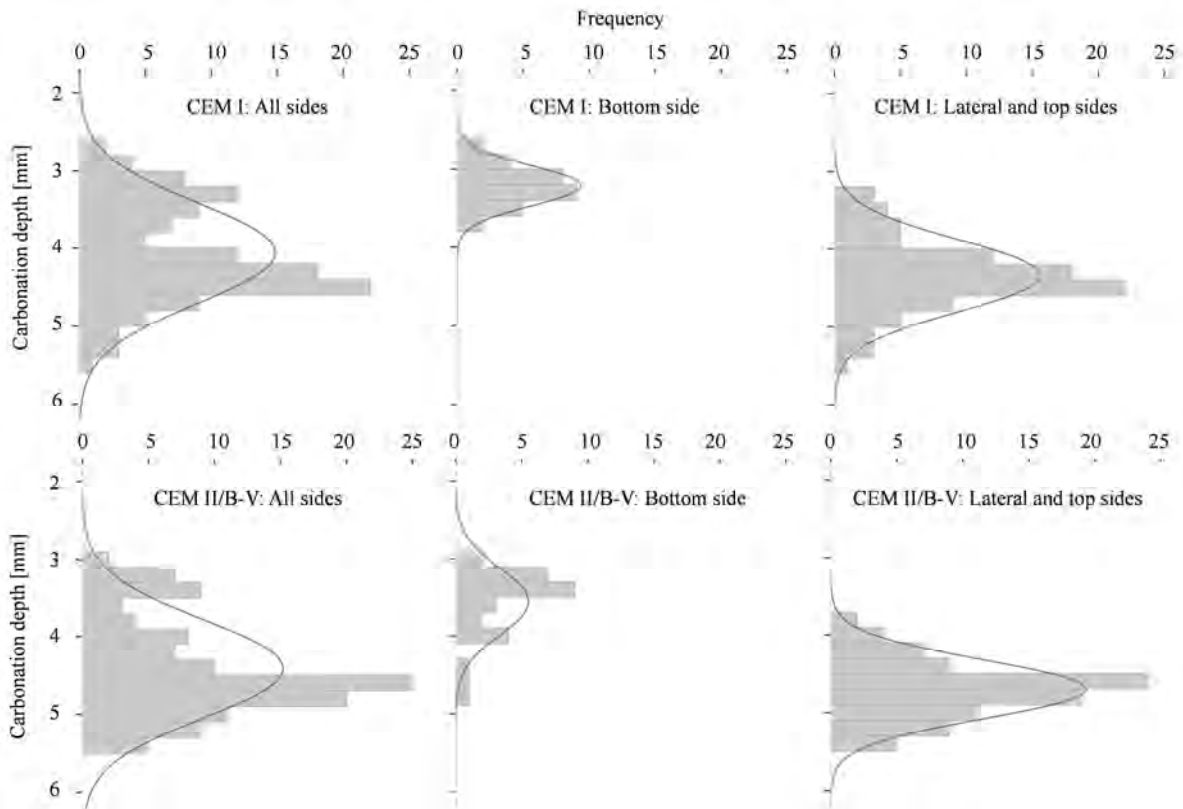 Frequency
0 5 10 15 20 25 0 5 10 15 20 25 0 5 10 15 20 25
CEM I: All sides CEM I: Bottom side CEM I: Lateral and top sides
Carbonation depth [mm]
2
3
4
5
6
0 5 10 15 20 25 0 5 10 15 20 25 0 5 10 15 20 25
CEM II/B-V: All sides CEM II/B-V: Bottom side CEM II/B-V: Lateral and top sides
Carbonation depth [mm]
2
3
4
5
6